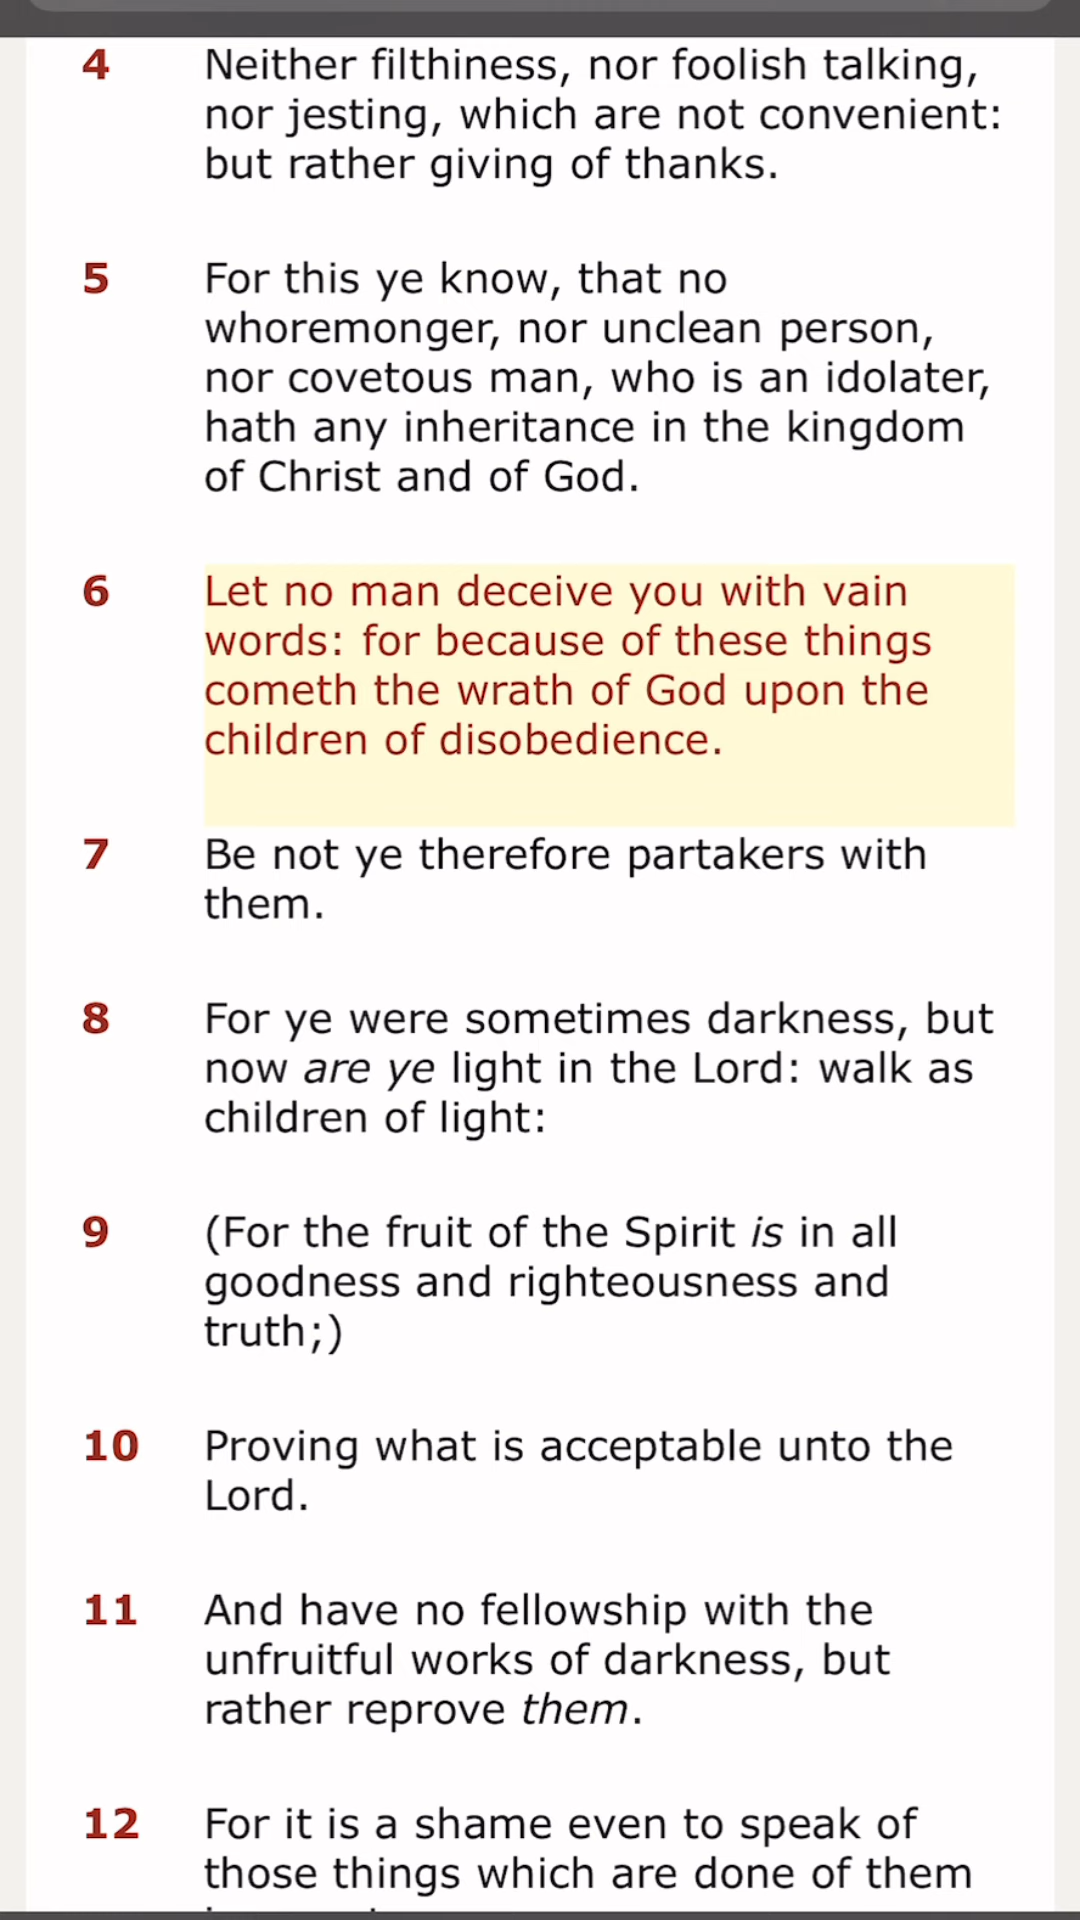 4 Neither filthiness, nor foolish talking,
nor jesting, which are not convenient:
but rather giving of thanks.
5 For this ye know, that no
whoremonger, nor unclean person,
nor covetous man, who is an idolater,
hath any inheritance in the kingdom
of Christ and of God.
6 Let no man deceive you with vain
words: for because of these things
cometh the wrath of God upon the
children of disobedience.
7 Be not ye therefore partakers with
them.
8 For ye were sometimes darkness, but
now are ye light in the Lord: walk as
children of light:
9 (For the fruit of the Spirit is in all
goodness and righteousness and
truth;)
10 Proving what is acceptable unto the
Lord.
11 And have no fellowship with the
unfruitful works of darkness, but
rather reprove them.
12 For it is a shame even to speak of
those things which are done of them